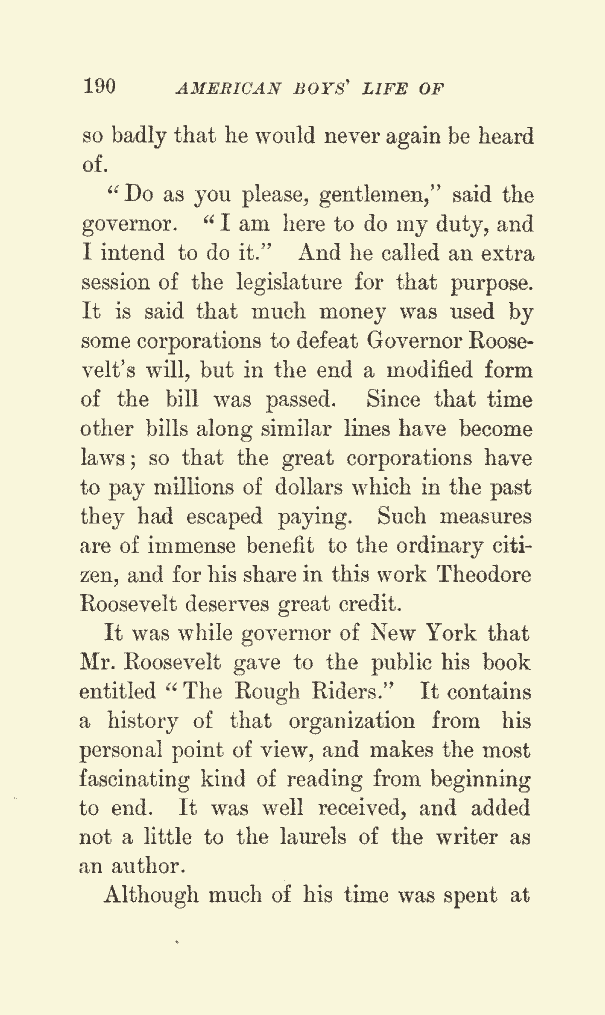 190 AMERICAN BOYS' LIFE OF
so badly that he would never again be heard
of.
"Do as you please, gentlemen," said the
governor. "I am here to do my duty, and
I intend to do it." And he called an extra
session of the legislature for that purpose.
It is said that much money was used by
some corporations to defeat Governor Roose-
velt's will, but in the end a modified form
of the bill was passed. Since that time
other bills along similar lines have become
laws; so that the great corporations have
to pay millions of dollars which in the past
they had escaped paying. Such measures
are of immense benefit to the ordinary citi-
zen, and for his share in this work Theodore
Roosevelt deserves great credit.
It was while governor of New York that
Mr. Roosevelt gave to the public his book
entitled "The Rough Riders." It contains
a history of that organization from his
personal point of view, and makes the most
fascinating kind of reading from beginning
to end. It was well received, and added
not a little to the laurels of the writer as
an author.
Although much of his time was spent at